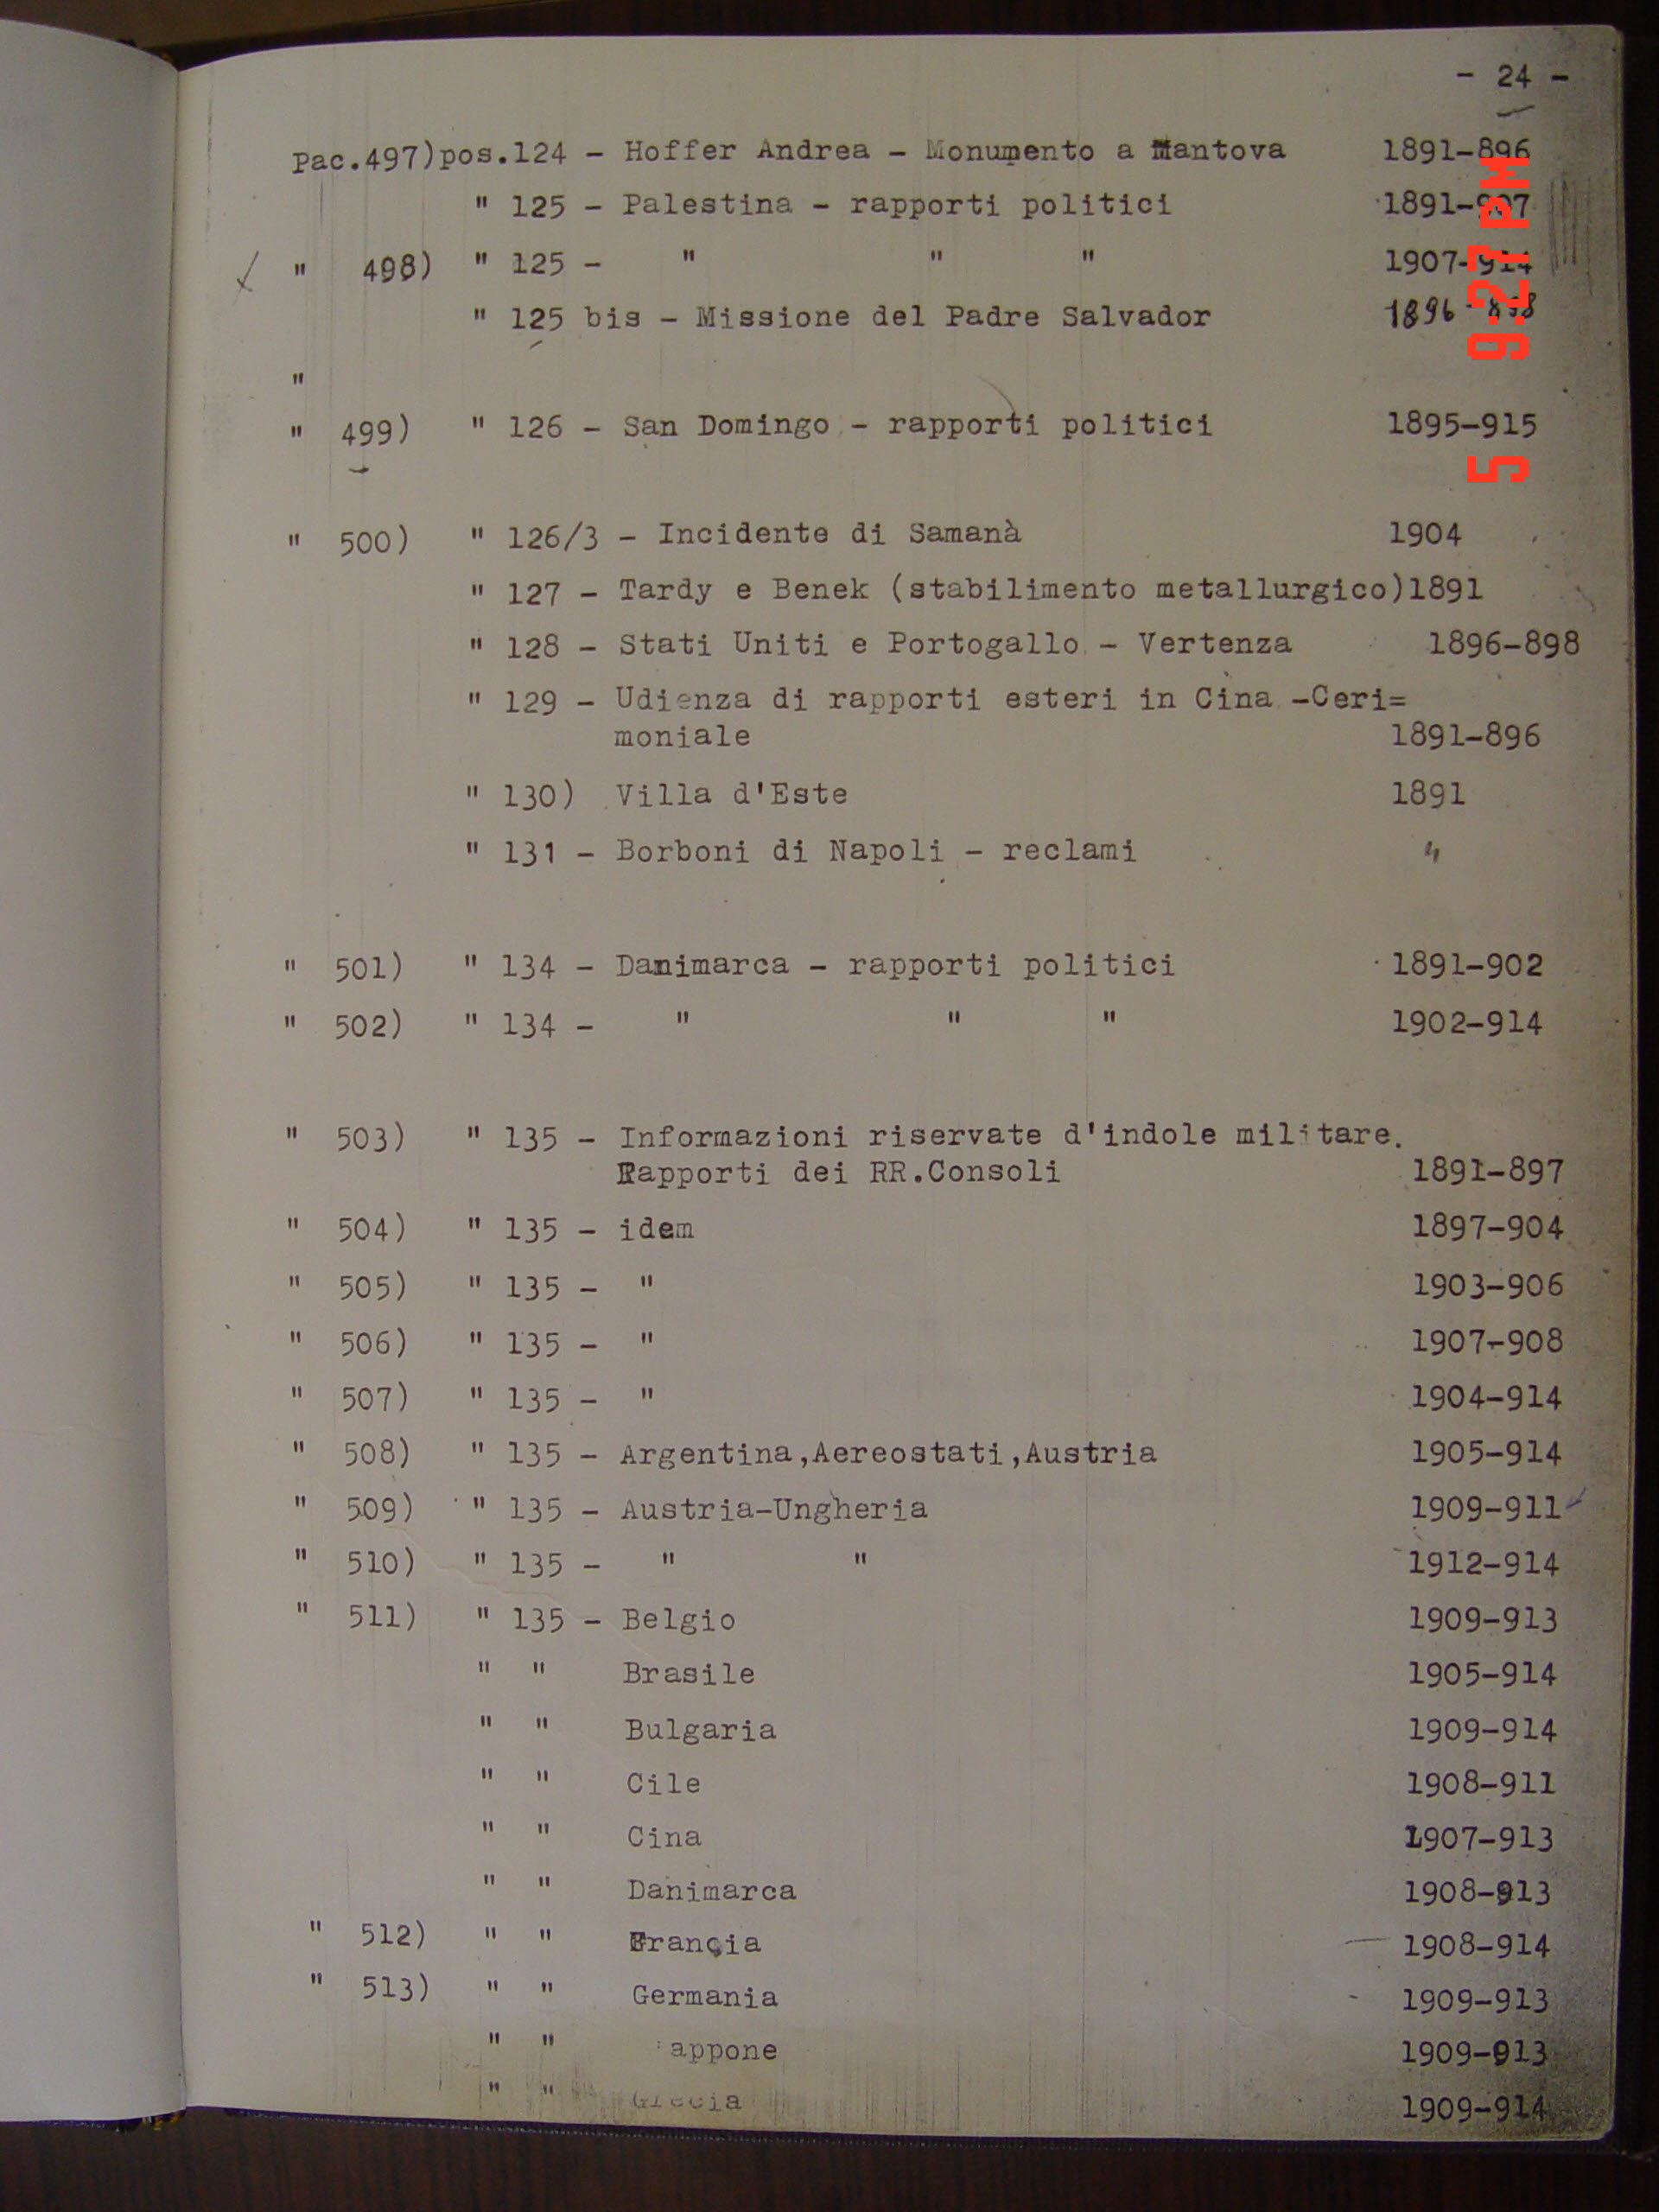 - 24 -
Pac.497)pos.124 - Hoffer Andrea - Monumento a Mantova 1891-896
" 125 - Palestina - rapporti politici 1891-907
" 498) " 125 - " " " 1907-914
" 125 bis - Missione del Padre Salvador 1896-898
"
" 499) " 126 - San Domingo - rapporti politici 1895-915
" 500) " 126/3 - Incidente di Samanà 1904
" 127 - Tardy e Benek (stabilimento metallurgico)1891
" 128 - Stati Uniti e Portogallo - Vertenza 1896-898
" 129 - Udienza di rapporti esteri in Cina -Ceri=
moniale 1891-896
" 130) Villa d'Este 1891
" 131 - Borboni di Napoli - reclami "
" 501) " 134 - Danimarca - rapporti politici 1891-902
" 502) " 134 - " " " 1902-914
" 503) " 135 - Informazioni riservate d'indole militare.
Rapporti dei RR.Consoli 1891-897
" 504) " 135 - idem 1897-904
" 505) " 135 - " 1903-906
" 506) " 135 - " 1907-908
" 507) " 135 - " 1904-914
" 508) " 135 - Argentina,Aereostati,Austria 1905-914
" 509) " 135 - Austria-Ungheria 1909-911
" 510) " 135 - " " 1912-914
" 511) " 135 - Belgio 1909-913
" " Brasile 1905-914
" " Bulgaria 1909-914
" " Cile 1908-911
" " Cina 1907-913
" " Danimarca 1908-913
" 512) " " Francia 1908-914
" 513) " " Germania 1909-913
" " appone 1909-913
" " Grecia 1909-914
5 9:27 PM